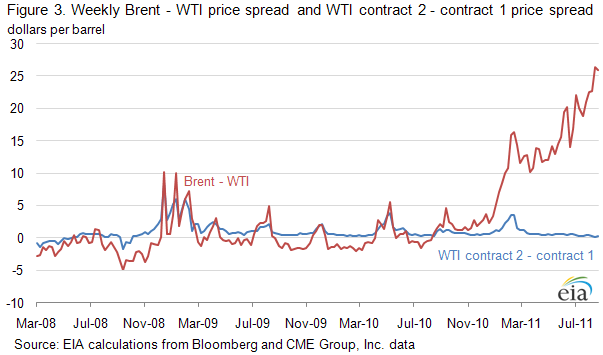 Figure 3. Weekly Brent - WTI price spread and WTI contract 2 - contract 1 price spread
dollars per barrel
30
25
20
15
10
5
0
-5
-10
Brent - WTI
WTI contract 2 - contract 1
eia
Mar-08 Jul-08 Nov-08 Mar-09 Jul-09 Nov-09 Mar-10 Jul-10 Nov-10 Mar-11 Jul-11
Source: EIA calculations from Bloomberg and CME Group, Inc. data